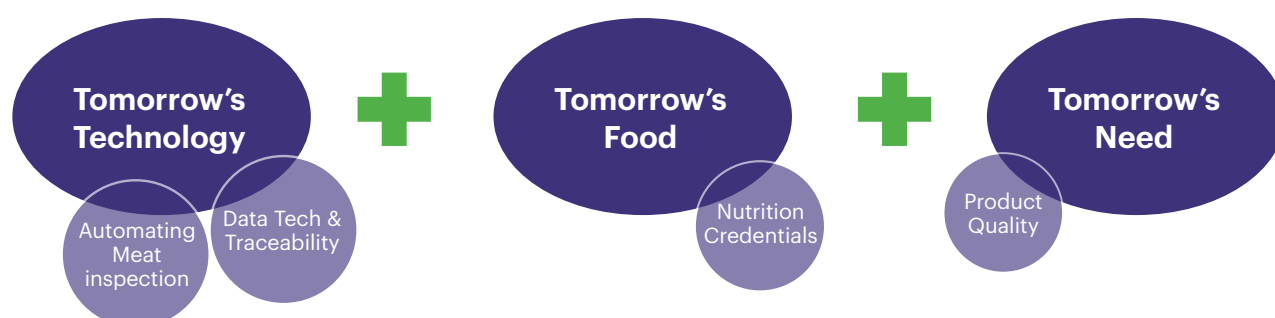 Tomorrow’s
Technology
Tomorrow’s
Food
Tomorrow’s
Need
Automating
Meat
inspection
Data Tech &
Traceability
Nutrition
Credentials
Product
Quality